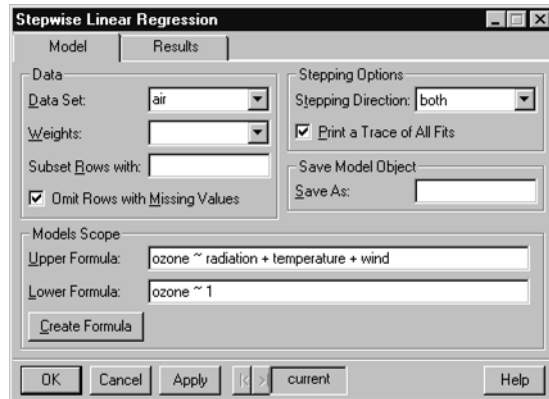 Stepwise Linear Regression
Model
Results
Data
Data Set:
air
Weights:
Subset Rows with:
Omit Rows with Missing Values
Stepping Options
Stepping Direction:
both
Print a Trace of All Fits
Save Model Object
Save As:
Models Scope
Upper Formula:
ozone ~ radiation + temperature + wind
Lower Formula:
ozone ~ 1
Create Formula
OK
Cancel
Apply
current
Help